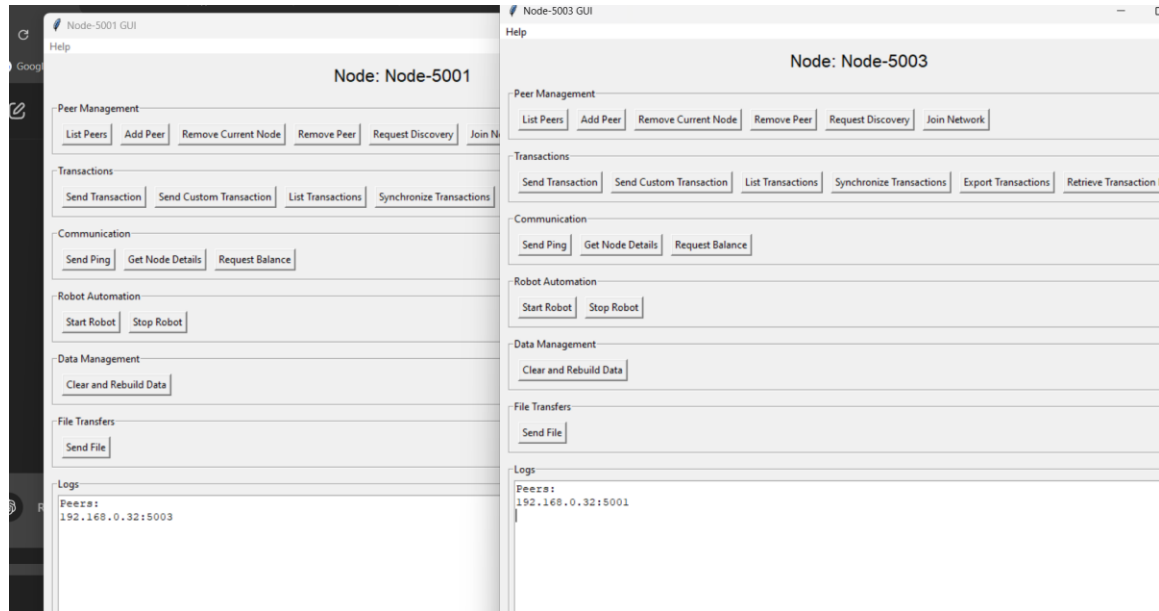 Node-5001 GUI
Help
Node: Node-5001
Peer Management
List Peers Add Peer Remove Current Node Remove Peer Request Discovery Join N
Transactions
Send Transaction Send Custom Transaction List Transactions Synchronize Transactions
Communication
Send Ping Get Node Details Request Balance
Robot Automation
Start Robot Stop Robot
Data Management
Clear and Rebuild Data
File Transfers
Send File
Logs
Peers:
192.168.0.32:5003
Node-5003 GUI
Help
Node: Node-5003
Peer Management
List Peers Add Peer Remove Current Node Remove Peer Request Discovery Join Network
Transactions
Send Transaction Send Custom Transaction List Transactions Synchronize Transactions Export Transactions Retrieve Transaction
Communication
Send Ping Get Node Details Request Balance
Robot Automation
Start Robot Stop Robot
Data Management
Clear and Rebuild Data
File Transfers
Send File
Logs
Peers:
192.168.0.32:5001
Googl
R